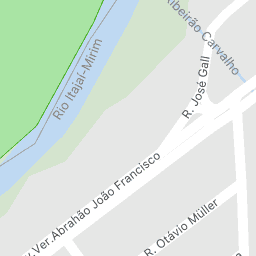 Ribeirão Carvalho
Rio Itajaí-Mirim
R. José Gall
V.Ver.Abrahão João Francisco
R. Otávio Müller